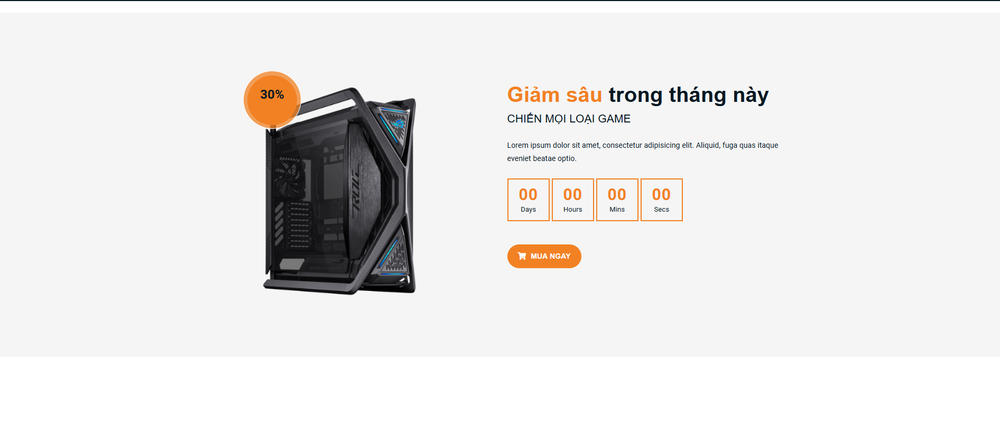 30%
Giảm sâu trong tháng này
CHIẾN MỌI LOẠI GAME
Lorem ipsum dolor sit amet, consectetur adipisicing elit. Aliquid, fuga quas itaque
eveniet beatae optio.
00 00 00 00
Days Hours Mins Secs
MUA NGAY